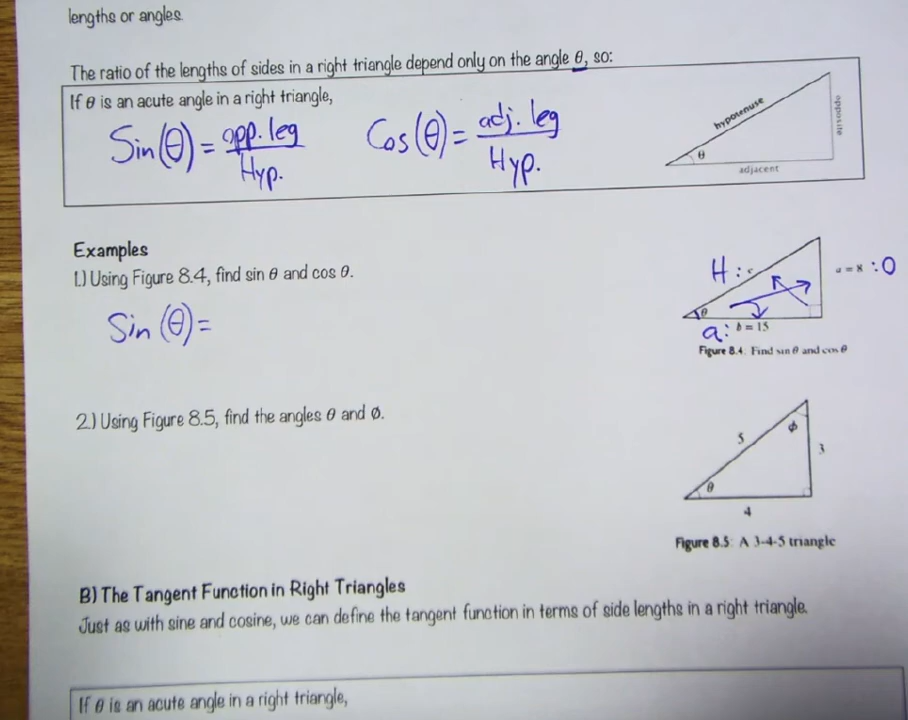 lengths or angles.
The ratio of the lengths of sides in a right triangle depend only on the angle θ, so:
If θ is an acute angle in a right triangle,
Sin(θ) = opp. leg / Hyp.
Cos(θ) = adj. leg / Hyp.
hypotenuse
opposite
θ
adjacent
Examples
1.) Using Figure 8.4, find sin θ and cos θ.
Sin(θ) =
H : c
a = 8 : O
θ
a: b = 15
Figure 8.4: Find sin θ and cos θ
2.) Using Figure 8.5, find the angles θ and ø.
5
ø
3
θ
4
Figure 8.5: A 3-4-5 triangle
B) The Tangent Function in Right Triangles
Just as with sine and cosine, we can define the tangent function in terms of side lengths in a right triangle.
If θ is an acute angle in a right triangle,